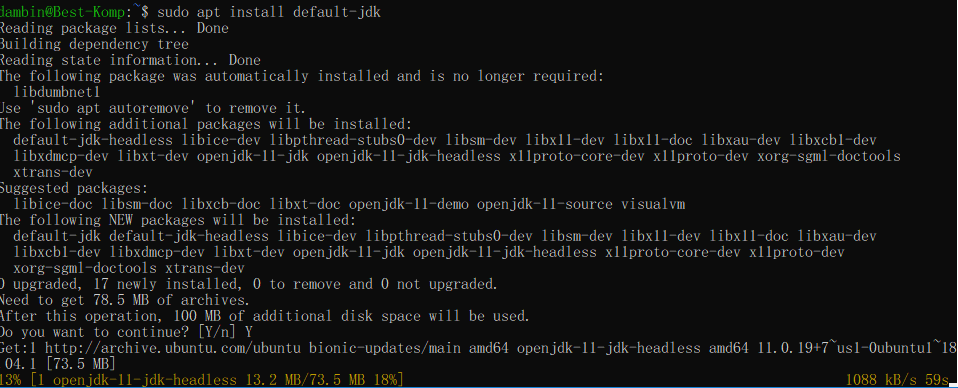 dambin@Best-Komp:~$ sudo apt install default-jdk
Reading package lists... Done
Building dependency tree
Reading state information... Done
The following package was automatically installed and is no longer required:
  libdumbnet1
Use 'sudo apt autoremove' to remove it.
The following additional packages will be installed:
  default-jdk-headless libice-dev libpthread-stubs0-dev libsm-dev libx11-dev libx11-doc libxau-dev libxcb1-dev
  libxdmcp-dev libxt-dev openjdk-11-jdk openjdk-11-jdk-headless x11proto-core-dev x11proto-dev xorg-sgml-doctools
  xtrans-dev
Suggested packages:
  libice-doc libsm-doc libxcb-doc libxt-doc openjdk-11-demo openjdk-11-source visualvm
The following NEW packages will be installed:
  default-jdk default-jdk-headless libice-dev libpthread-stubs0-dev libsm-dev libx11-dev libx11-doc libxau-dev
  libxcb1-dev libxdmcp-dev libxt-dev openjdk-11-jdk openjdk-11-jdk-headless x11proto-core-dev x11proto-dev
  xorg-sgml-doctools xtrans-dev
0 upgraded, 17 newly installed, 0 to remove and 0 not upgraded.
Need to get 78.5 MB of archives.
After this operation, 100 MB of additional disk space will be used.
Do you want to continue? [Y/n] Y
Get:1 http://archive.ubuntu.com/ubuntu bionic-updates/main amd64 openjdk-11-jdk-headless amd64 11.0.19+7~us1-0ubuntu1~18
.04.1 [73.5 MB]
13% [1 openjdk-11-jdk-headless 13.2 MB/73.5 MB 18%] 1088 kB/s 59s